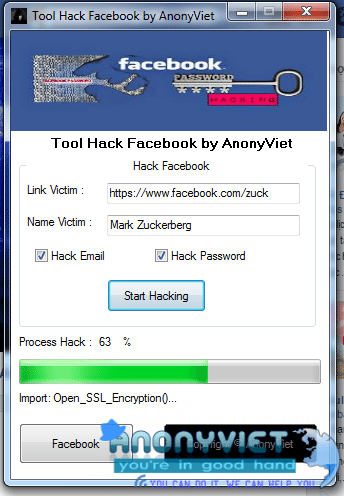 Tool Hack Facebook by AnonyViet
facebook
FACEBOOK PASSWORD
PASSWORD
****
HACKING
Tool Hack Facebook by AnonyViet
Hack Facebook
Link Victim :
https://www.facebook.com/zuck
Name Victim :
Mark Zuckerberg
Hack Email
Hack Password
Start Hacking
Process Hack : 63 %
Import: Open_SSL_Encryption()...
Facebook
Copyright © AnonyViet
ANONYVIET
you're in good hand
YOU CAN DO IT, WE CAN HELP YOU